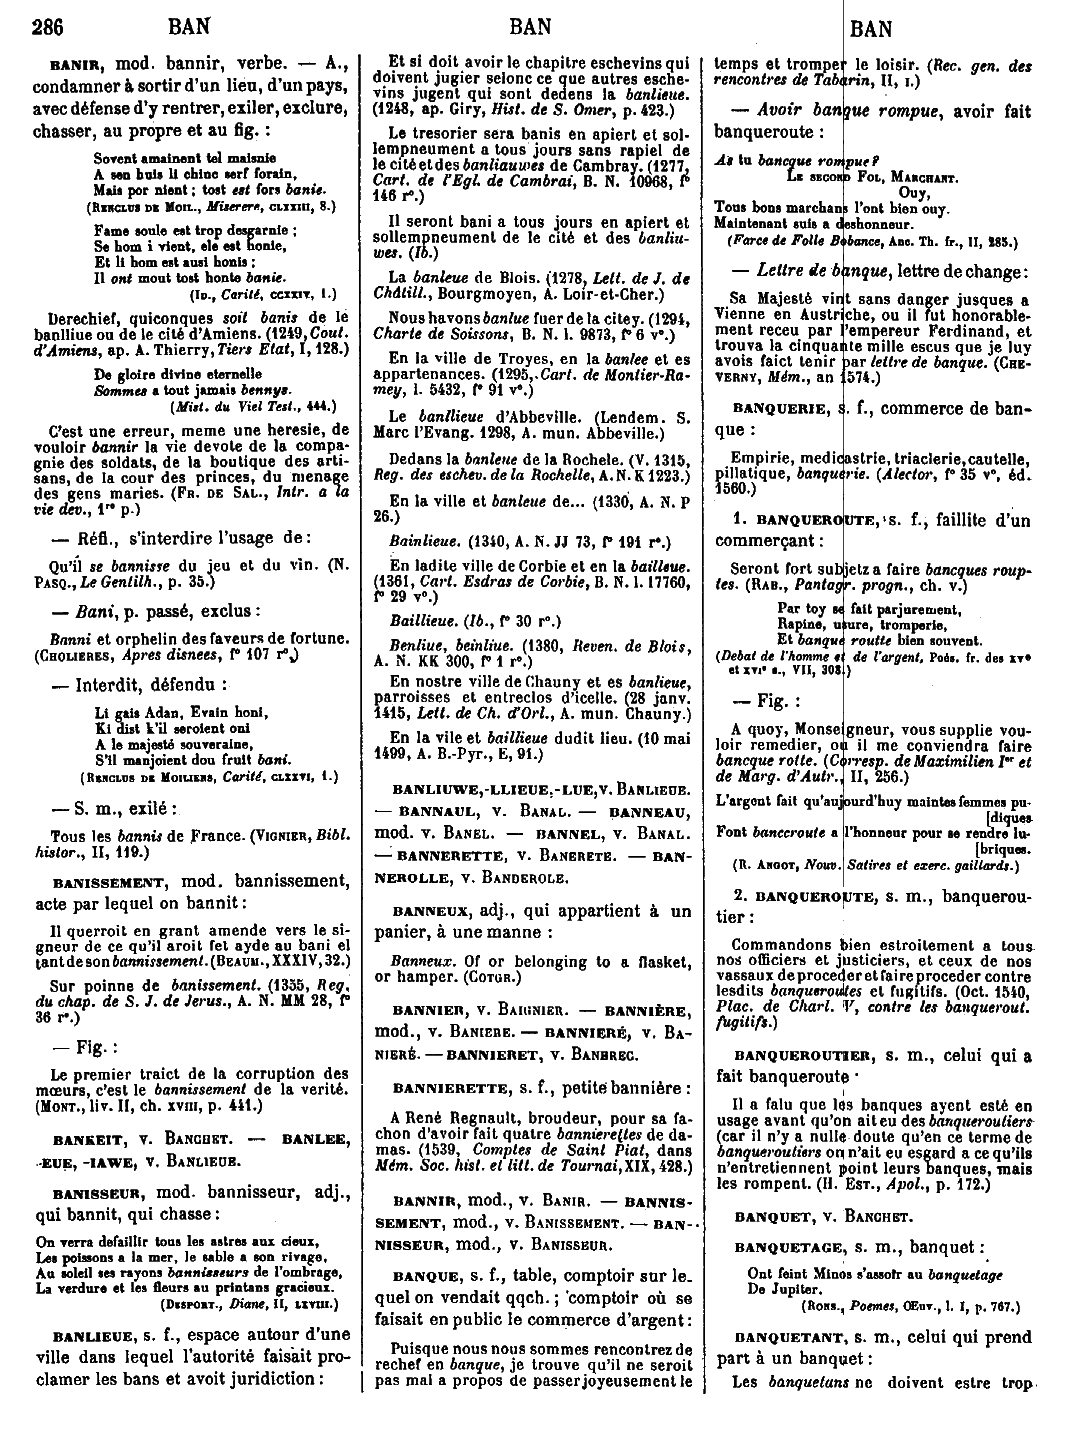 286 BAN BAN BAN
BANIR, mod. bannir, verbe. — A.,
condamner à sortir d'un lieu, d'un pays,
avec défense d'y rentrer, exiler, exclure,
chasser, au propre et au fig. :
Sovent amainent tel maisnie
A son huis li chinc serf forain,
Mais por nient ; tost est fors banie.
(RENCLUS DE MOIL., Miserere, CLXXIII, 8.)
Fame soule est trop desgarnie ;
Se hom i vient, ele est honie,
Et li hom est ausi honis ;
Il ont mout tost honte banie.
(ID., Carité, CCXXIV, 1.)
Derechief, quiconques soit banis de le
banlliue ou de le cité d'Amiens. (1249, Cout.
d'Amiens, ap. A. Thierry, Tiers Etat, I, 128.)
De gloire divine eternelle
Sommes a tout jamais bennys.
(Mist. du Viel Test., 444.)
C'est une erreur, meme une heresie, de
vouloir bannir la vie devote de la compa-
gnie des soldats, de la boutique des arti-
sans, de la cour des princes, du menage
des gens maries. (FR. DE SAL., Intr. a la
vie dev., 1re p.)
— Réfl., s'interdire l'usage de :
Qu'il se bannisse du jeu et du vin. (N.
PASQ., Le Gentilh., p. 35.)
— Bani, p. passé, exclus :
Banni et orphelin des faveurs de fortune.
(CHOLIERES, Apres disnees, f° 107 r°.)
— Interdit, défendu :
Li gais Adan, Evain honi,
Ki dist k'il seroient oni
A le majesté souveraine,
S'il manjoient dou fruit bani.
(RENCLUS DE MOILIENS, Carité, CLXXVI, 1.)
— S. m., exilé :
Tous les bannis de France. (VIGNIER, Bibl.
histor., II, 119.)
BANISSEMENT, mod. bannissement,
acte par lequel on bannit :
Il querroit en grant amende vers le si-
gneur de ce qu'il aroit fet ayde au bani el
tant de son bannissement. (BEAUM., XXXIV, 32.)
Sur poinne de banissement. (1355, Reg.
du chap. de S. J. de Jerus., A. N. MM 28, f°
36 r°.)
— Fig. :
Le premier traict de la corruption des
mœurs, c'est le bannissement de la verité.
(MONT., liv. II, ch. XVIII, p. 441.)
BANKEIT, v. BANCHET. — BANLEE,
-EUE, -IAWE, v. BANLIEUE.
BANISSEUR, mod. bannisseur, adj.,
qui bannit, qui chasse :
On verra defaillir tous les astres aux cieux,
Les poissons a la mer, le sable a son rivage,
Au soleil ses rayons bannisseurs de l'ombrage,
La verdure et les fleurs au printans gracieux.
(DESPORT., Diane, II, LXVIII.)
BANLIEUE, s. f., espace autour d'une
ville dans lequel l'autorité faisait pro-
clamer les bans et avoit juridiction :
Et si doit avoir le chapitre eschevins qui
doivent jugier selonc ce que autres esche-
vins jugent qui sont dedens la banlieue.
(1248, ap. Giry, Hist. de S. Omer, p. 423.)
Le tresorier sera banis en apiert et sol-
lempneument a tous jours sans rapiel de
le cité et des banliauwes de Cambray. (1277,
Cart. de l'Egl. de Cambrai, B. N. 10968, f°
146 r°.)
Il seront bani a tous jours en apiert et
sollempneument de le cité et des banliu-
wes. (Ib.)
La banleue de Blois. (1278, Lett. de J. de
Châtill., Bourgmoyen, A. Loir-et-Cher.)
Nous havons banlue fuer de la citey. (1294,
Charte de Soissons, B. N. l. 9873, f° 6 v°.)
En la ville de Troyes, en la banlee et es
appartenances. (1295, Cart. de Montier-Ra-
mey, l. 5432, f° 91 v°.)
Le banllieue d'Abbeville. (Lendem. S.
Marc l'Evang. 1298, A. mun. Abbeville.)
Dedans la banleue de la Rochele. (V. 1315,
Reg. des eschev. de la Rochelle, A. N. K 1223.)
En la ville et banleue de... (1330, A. N. P
26.)
Bainlieue. (1340, A. N. JJ 73, f° 191 r°.)
En ladite ville de Corbie et en la bailleue.
(1361, Cart. Esdras de Corbie, B. N. l. 17760,
f° 29 v°.)
Baillieue. (Ib., f° 30 r°.)
Benliue, beinliue. (1380, Reven. de Blois,
A. N. KK 300, f° 1 r°.)
En nostre ville de Chauny et es banlieue,
parroisses et entreclos d'icelle. (28 janv.
1415, Lett. de Ch. d'Orl., A. mun. Chauny.)
En la vile et baillieue dudit lieu. (10 mai
1499, A. B.-Pyr., E, 91.)
BANLIUWE, -LLIEUE, -LUE, v. BANLIEUE.
— BANNAUL, v. BANAL. — BANNEAU,
mod. v. BANEL. — BANNEL, v. BANAL.
— BANNERETTE, v. BANERETE. — BAN-
NEROLLE, v. BANDEROLE.
BANNEUX, adj., qui appartient à un
panier, à une manne :
Banneux. Of or belonging to a flasket,
or hamper. (COTGR.)
BANNIER, v. BAIGNIER. — BANNIÈRE,
mod., v. BANIERE. — BANNIERÉ, v. BA-
NIERÉ. — BANNIERET, v. BANEREC.
BANNIERETTE, s. f., petite bannière :
A René Regnault, broudeur, pour sa fa-
chon d'avoir fait quatre bannierettes de da-
mas. (1539, Comptes de Saint Piat, dans
Mém. Soc. hist. et litt. de Tournai, XIX, 428.)
BANNIR, mod., v. BANIR. — BANNIS-
SEMENT, mod., v. BANISSEMENT. — BAN-
NISSEUR, mod., v. BANISSEUR.
BANQUE, s. f., table, comptoir sur le-
quel on vendait qqch. ; comptoir où se
faisait en public le commerce d'argent :
Puisque nous nous sommes rencontrez de
rechef en banque, je trouve qu'il ne seroit
pas mal a propos de passer joyeusement le
temps et tromper le loisir. (Rec. gen. des
rencontres de Tabarin, II, I.)
— Avoir banque rompue, avoir fait
banqueroute :
As tu bancque rompue ?
LE SECOND FOL, MARCHANT.
Ouy,
Tous bons marchans l'ont bien ouy.
Maintenant suis a deshonneur.
(Farce de Folle Bobance, Anc. Th. fr., II, 285.)
— Lettre de banque, lettre de change :
Sa Majesté vint sans danger jusques a
Vienne en Austriche, ou il fut honorable-
ment receu par l'empereur Ferdinand, et
trouva la cinquante mille escus que je luy
avois faict tenir par lettre de banque. (CHE-
VERNY, Mém., an 1574.)
BANQUERIE, s. f., commerce de ban-
que :
Empirie, medicastrie, triaclerie, cautelle,
pillatique, banquerie. (Alector, f° 35 v°, éd.
1560.)
1. BANQUEROUTE, s. f., faillite d'un
commerçant :
Seront fort subjetz a faire bancques roup-
tes. (RAB., Pantagr. progn., ch. v.)
Par toy se fait parjurement,
Rapine, usure, tromperie,
Et banque routte bien souvent.
(Debat de l'homme et de l'argent, Poés. fr. des XVe
et XVIe s., VII, 308.)
— Fig. :
A quoy, Monseigneur, vous supplie vou-
loir remedier, ou il me conviendra faire
bancque rotte. (Corresp. de Maximilien Ier et
de Marg. d'Autr., II, 256.)
L'argent fait qu'aujourd'huy maintes femmes pu-
[diques
Font banccroute a l'honneur pour se rendre lu-
[briques.
(R. ANGOT, Nouv. Satires et exerc. gaillards.)
2. BANQUEROUTE, s. m., banquerou-
tier :
Commandons bien estroitement a tous
nos officiers et justiciers, et ceux de nos
vassaux de proceder et faire proceder contre
lesdits banqueroutes et fugitifs. (Oct. 1540,
Plac. de Charl. V, contre les banquerout.
fugitifs.)
BANQUEROUTIER, s. m., celui qui a
fait banqueroute :
Il a falu que les banques ayent esté en
usage avant qu'on ait eu des banqueroutiers
(car il n'y a nulle doute qu'en ce terme de
banqueroutiers on n'ait eu esgard a ce qu'ils
n'entretiennent point leurs banques, mais
les rompent. (H. EST., Apol., p. 172.)
BANQUET, v. BANCHET.
BANQUETAGE, s. m., banquet :
Ont feint Minos s'assoir au banquetage
De Jupiter.
(RONS., Poemes, Œuv., l. I, p. 767.)
BANQUETANT, s. m., celui qui prend
part à un banquet :
Les banquetans ne doivent estre trop